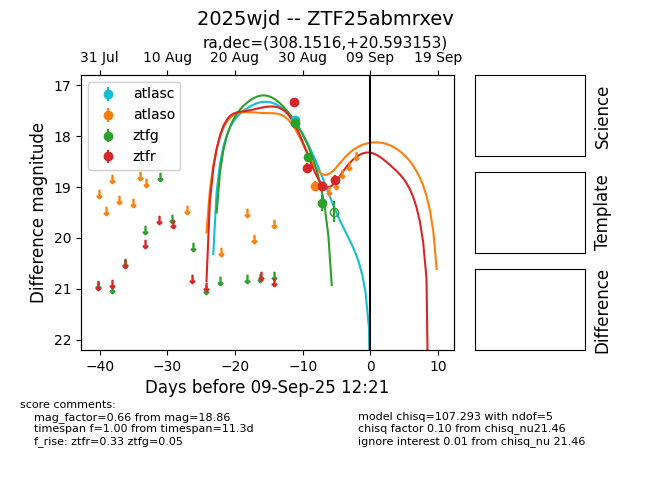 2025wjd -- ZTF25abmrxev
ra,dec=(308.1516,+20.593153)
31 Jul 10 Aug 20 Aug 30 Aug 09 Sep 19 Sep
atlasc
atlaso
ztfg
ztfr
17
18
19
20
21
22
Difference magnitude
−40 −30 −20 −10 0 10
Days before 09-Sep-25 12:21
Science
Template
Difference
score comments:
mag_factor=0.66 from mag=18.86
timespan f=1.00 from timespan=11.3d
f_rise: ztfr=0.33 ztfg=0.05
model chisq=107.293 with ndof=5
chisq factor 0.10 from chisq_nu21.46
ignore interest 0.01 from chisq_nu 21.46